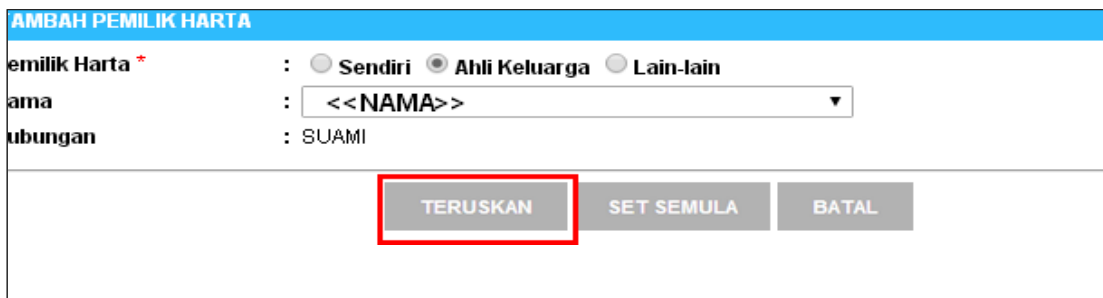 AMBAH PEMILIK HARTA
emilik Harta * : Sendiri Ahli Keluarga Lain-lain
ama : <<NAMA>>
ubungan : SUAMI
TERUSKAN SET SEMULA BATAL